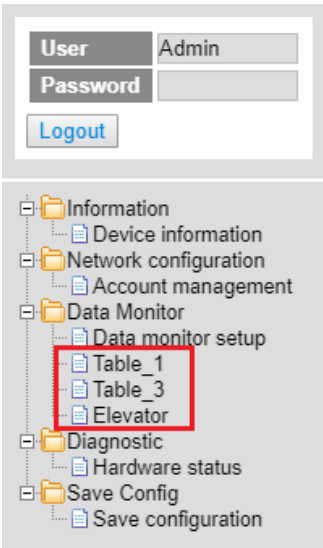 User Admin
Password
Logout
Information
Device information
Network configuration
Account management
Data Monitor
Data monitor setup
Table_1
Table_3
Elevator
Diagnostic
Hardware status
Save Config
Save configuration